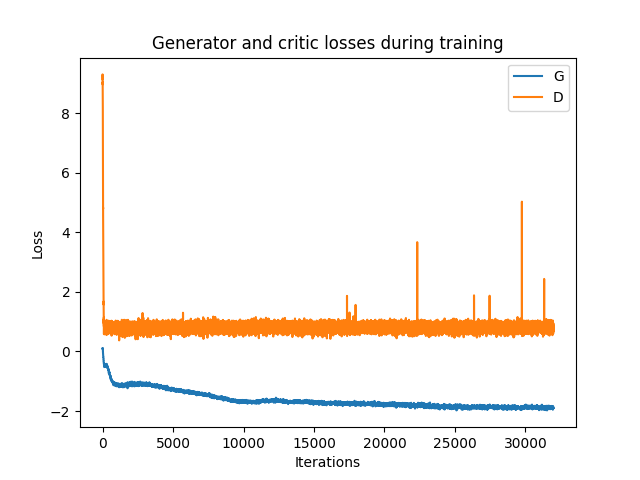 Generator and critic losses during training
G
D
8
6
4
2
0
−2
Loss
0 5000 10000 15000 20000 25000 30000
Iterations